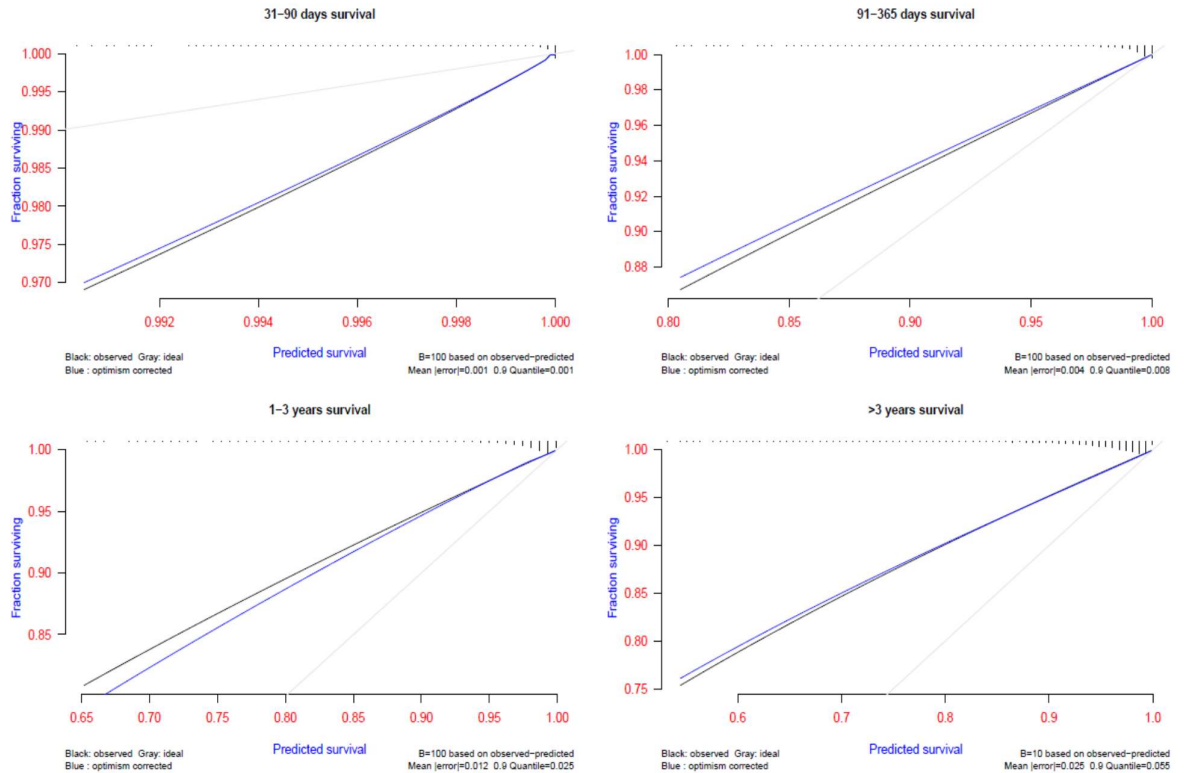 31−90 days survival
1.000
0.995
0.990
0.985
0.980
0.975
0.970
Fraction surviving
0.992 0.994 0.996 0.998 1.000
Predicted survival
Black: observed Gray: ideal
Blue : optimism corrected
B=100 based on observed−predicted
Mean |error|=0.001 0.9 Quantile=0.001
91−365 days survival
1.00
0.98
0.96
0.94
0.92
0.90
0.88
Fraction surviving
0.80 0.85 0.90 0.95 1.00
Predicted survival
Black: observed Gray: ideal
Blue : optimism corrected
B=100 based on observed−predicted
Mean |error|=0.004 0.9 Quantile=0.008
1−3 years survival
1.00
0.95
0.90
0.85
Fraction surviving
0.65 0.70 0.75 0.80 0.85 0.90 0.95 1.00
Predicted survival
Black: observed Gray: ideal
Blue : optimism corrected
B=100 based on observed−predicted
Mean |error|=0.012 0.9 Quantile=0.025
>3 years survival
1.00
0.95
0.90
0.85
0.80
0.75
Fraction surviving
0.6 0.7 0.8 0.9 1.0
Predicted survival
Black: observed Gray: ideal
Blue : optimism corrected
B=10 based on observed−predicted
Mean |error|=0.025 0.9 Quantile=0.055